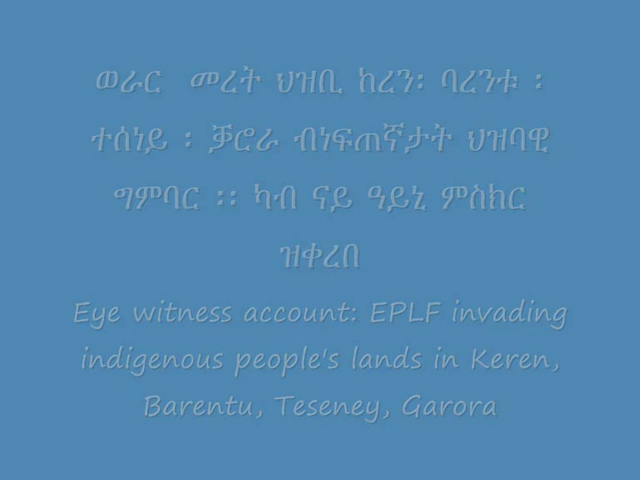 ወራር መረት ህዝቢ ከረን፡ ባረንቱ ፡
ተሰነይ ፡ ቓሮራ ብነፍጠኛታት ህዝባዊ
ግምባር ፡፡ ካብ ናይ ዓይኒ ምስክር
ዝቀረበ
Eye witness account: EPLF invading
indigenous people's lands in Keren,
Barentu, Teseney, Garora